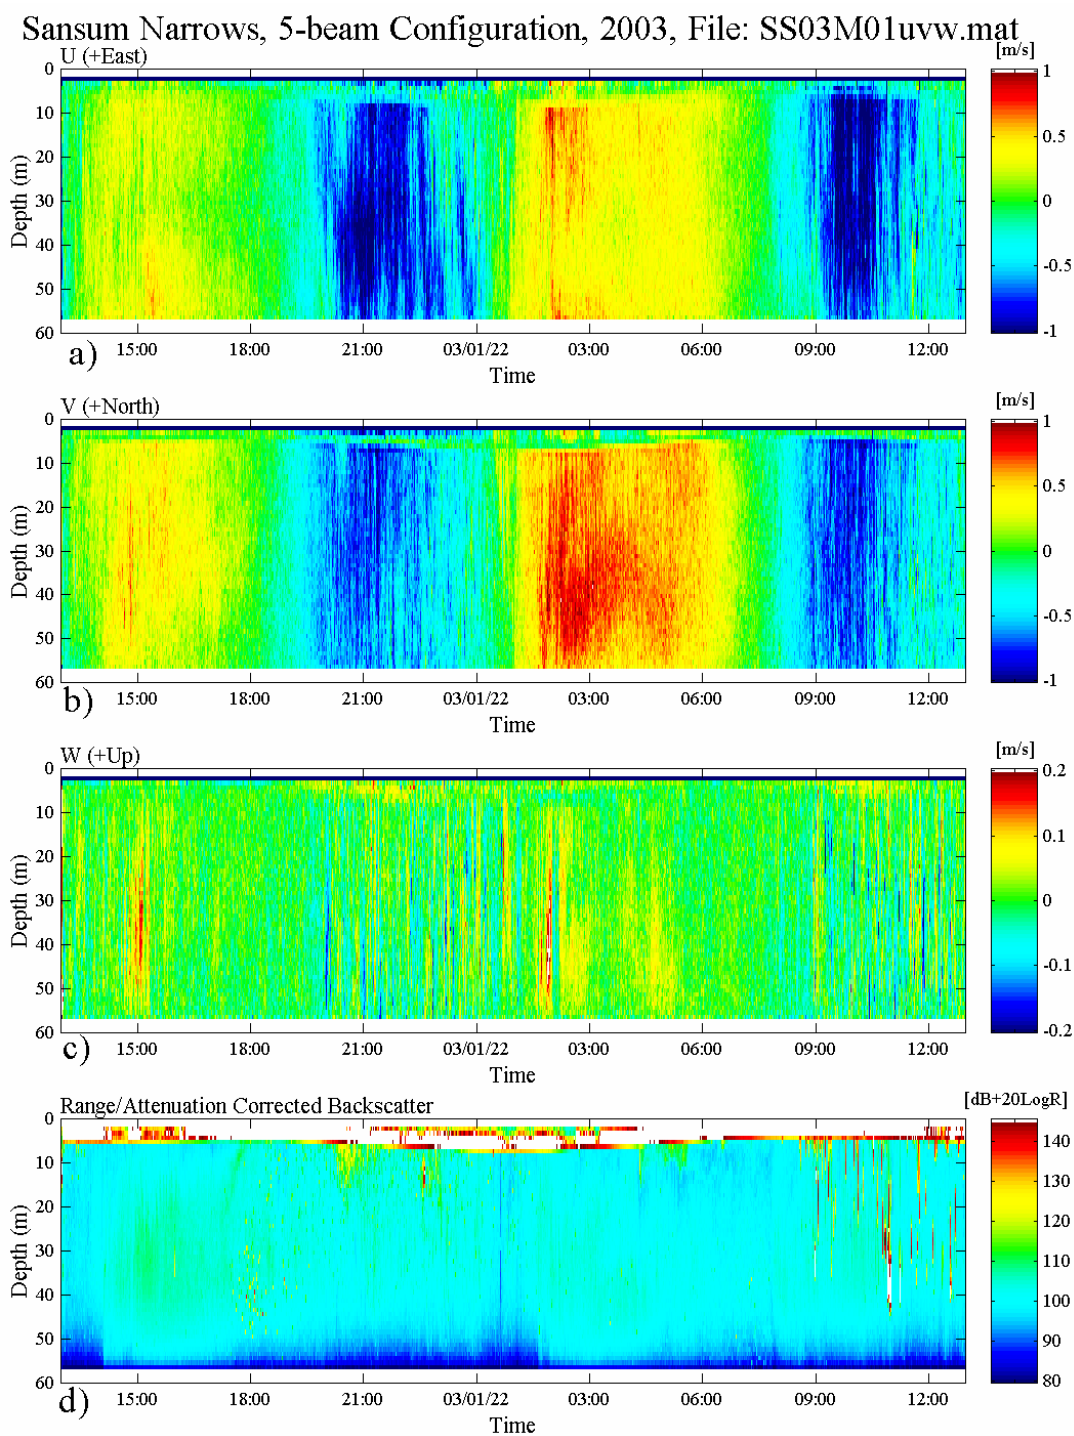 Sansum Narrows, 5-beam Configuration, 2003, File: SS03M01uvw.mat
U (+East)
[m/s]
0
10
20
30
40
50
60
Depth (m)
1
0.5
0
-0.5
-1
15:00 18:00 21:00 03/01/22 03:00 06:00 09:00 12:00
a)
Time
V (+North)
[m/s]
0
10
20
30
40
50
60
Depth (m)
1
0.5
0
-0.5
-1
15:00 18:00 21:00 03/01/22 03:00 06:00 09:00 12:00
b)
Time
W (+Up)
[m/s]
0
10
20
30
40
50
60
Depth (m)
0.2
0.1
0
-0.1
-0.2
15:00 18:00 21:00 03/01/22 03:00 06:00 09:00 12:00
c)
Time
Range/Attenuation Corrected Backscatter
[dB+20LogR]
0
10
20
30
40
50
60
Depth (m)
140
130
120
110
100
90
80
15:00 18:00 21:00 03/01/22 03:00 06:00 09:00 12:00
d)
Time